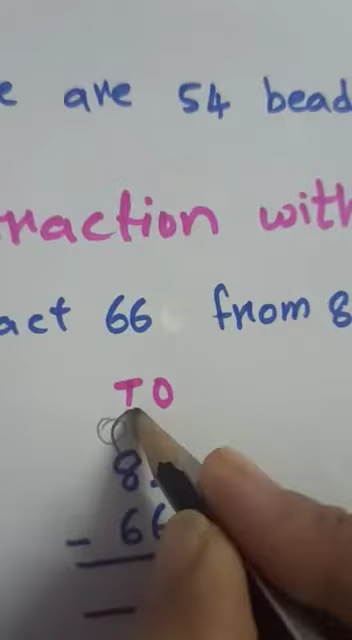 are 54 bead
raction with
act 66 from 8
T O
8
- 66